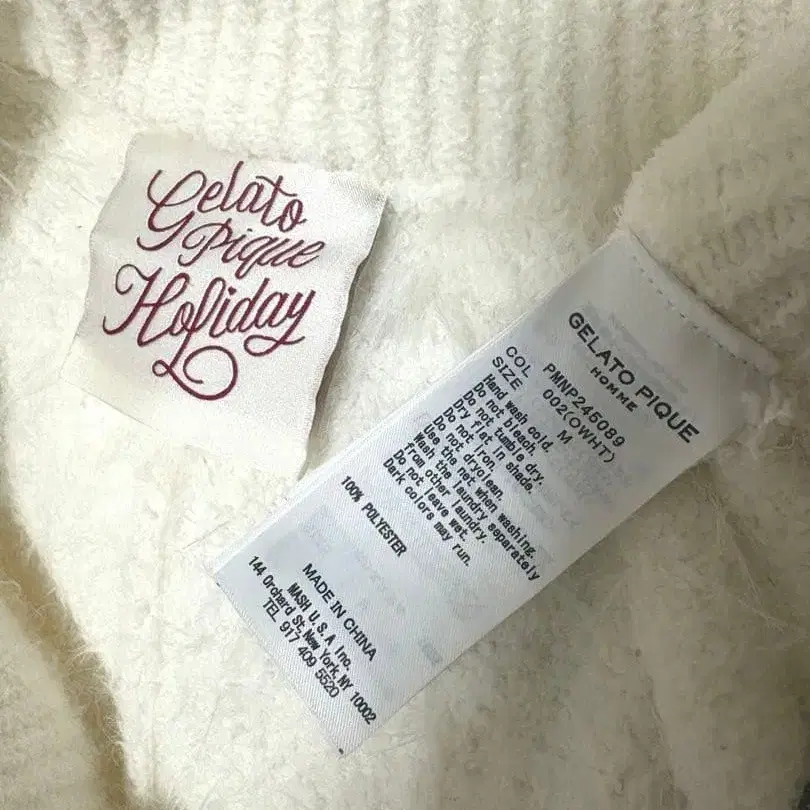 Gelato
Pique
Holiday
GELATO PIQUE
HOMME
PMNP245089
COL 002(OWHT)
SIZE M
Hand wash cold.
Do not bleach.
Do not tumble dry.
Dry flat in shade.
Do not iron.
Do not dryclean.
Use the net when washing.
Wash the laundry separately
from other laundry.
Do not leave wet.
Dark colors may run.
100% POLYESTER
MADE IN CHINA
MASH U.S.A Inc.
144 Orchard St, New York, NY 10002
TEL 917 409 5520